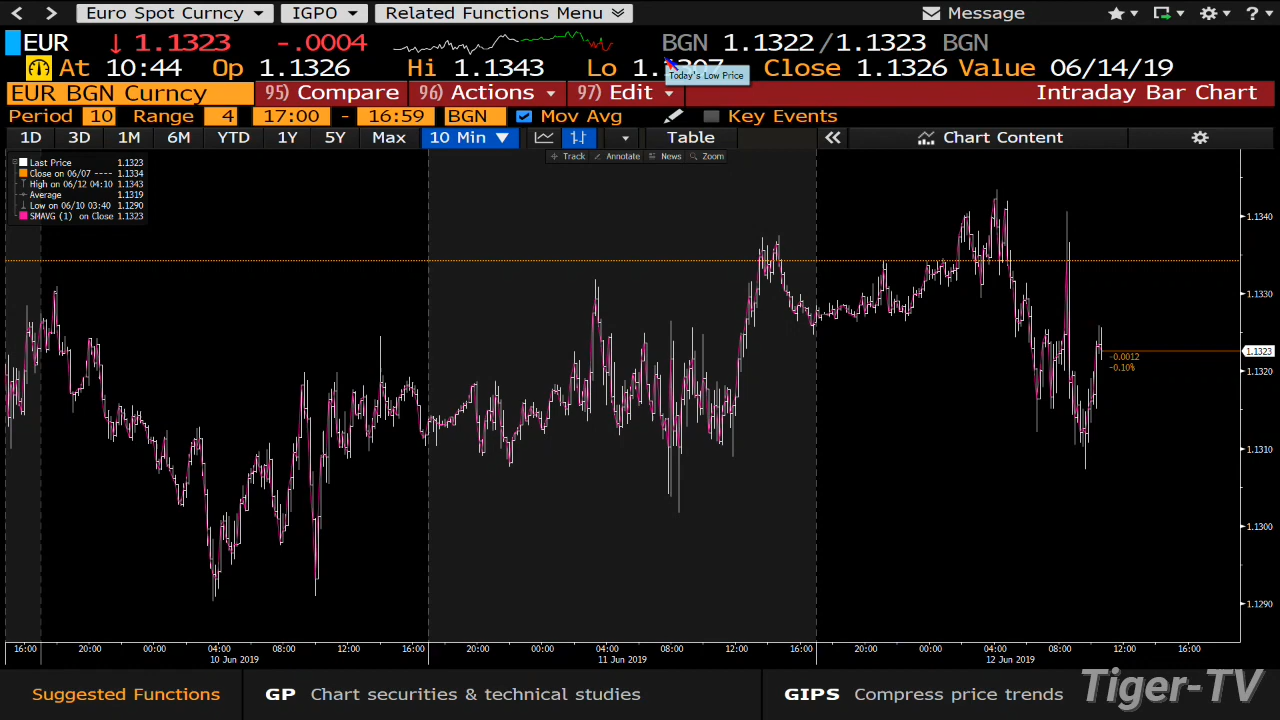 Euro Spot Curncy IGPO Related Functions Menu Message ?
EUR ↓ 1.1323 -.0004 BGN 1.1322/1.1323 BGN
At 10:44 Op 1.1326 Hi 1.1343 Lo Close 1.1326 Value 06/14/19
Today's Low Price
EUR BGN Curncy 95) Compare 96) Actions 97) Edit Intraday Bar Chart
Period 10 Range 4 17:00 - 16:59 BGN Mov Avg Key Events
1D 3D 1M 6M YTD 1Y 5Y Max 10 Min ▼ Table « Chart Content
Track Annotate News Zoom
Last Price 1.1323
Close on 06/07 ---- 1.1334
High on 06/12 04:10 1.1343
Average 1.1319
Low on 06/10 03:40 1.1290
SMAVG (1) on Close 1.1323
1.1340
1.1330
1.1323
-0.0012
-0.10%
1.1320
1.1310
1.1300
1.1290
16:00 20:00 00:00 04:00 08:00 12:00 16:00 20:00 00:00 04:00 08:00 12:00 16:00 20:00 00:00 04:00 08:00 12:00 16:00
10 Jun 2019 11 Jun 2019 12 Jun 2019
Suggested Functions GP Chart securities & technical studies GIPS Compress price trends
Tiger-TV